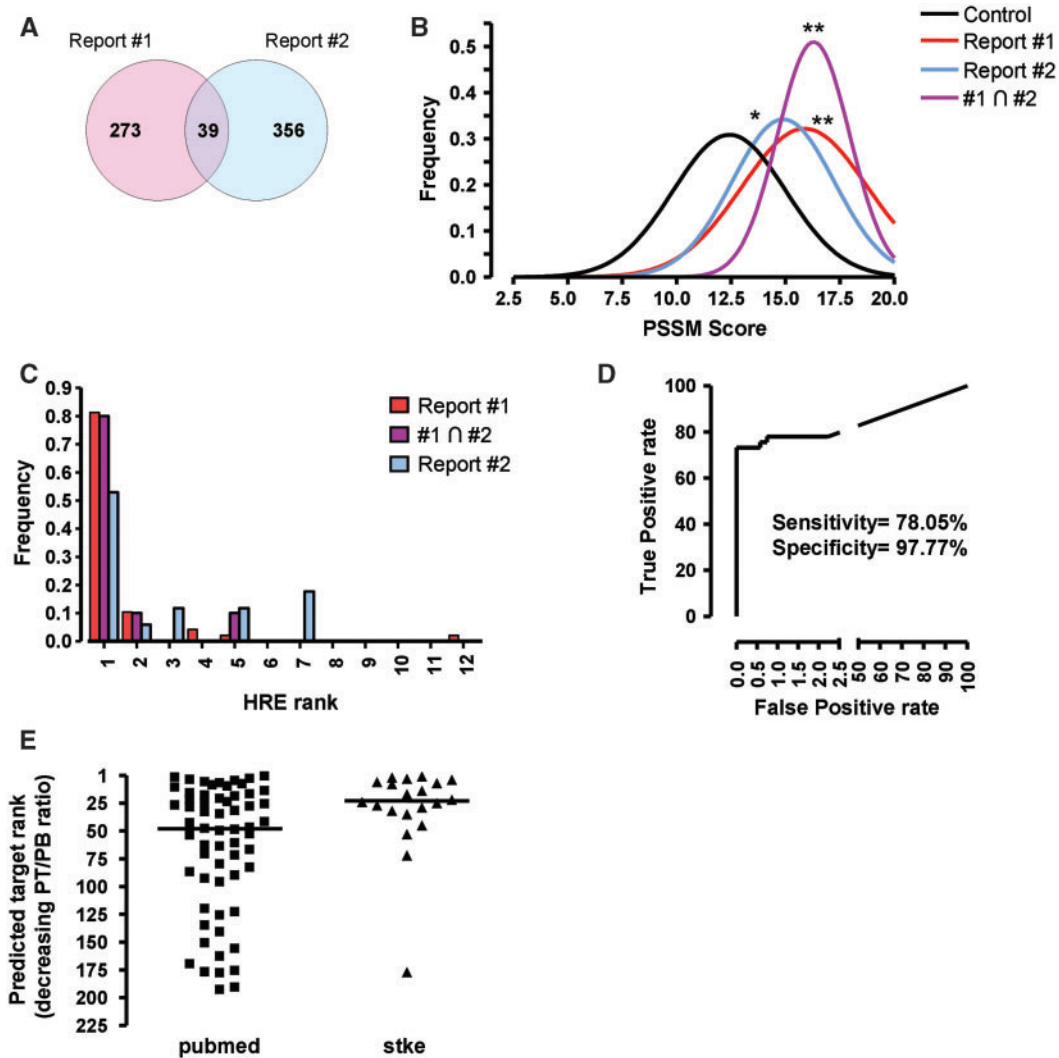 A
Report #1
Report #2
273
39
356
B
Control
Report #1
Report #2
#1 ∩ #2
**
*
**
Frequency
0.5
0.4
0.3
0.2
0.1
0.0
2.5 5.0 7.5 10.0 12.5 15.0 17.5 20.0
PSSM Score
C
Report #1
#1 ∩ #2
Report #2
Frequency
0.9
0.8
0.7
0.6
0.5
0.4
0.3
0.2
0.1
0.0
1 2 3 4 5 7 8 9 10 11 12
HRE rank
D
True Positive rate
100
80
60
40
20
0
Sensitivity= 78.05%
Specificity= 97.77%
0.0 0.5 1.0 1.5 2.0 2.5 50 60 70 80 90 100
False Positive rate
E
Predicted target rank
(decreasing PT/PB ratio)
1
25
50
75
100
125
150
175
200
225
pubmed
stke